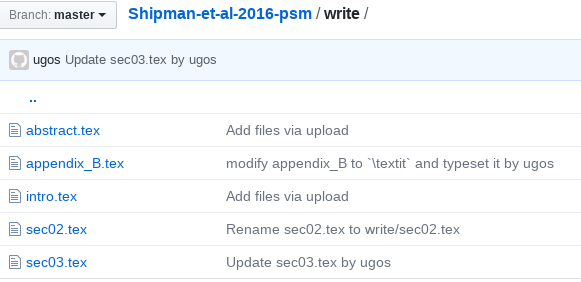 Branch: master Shipman-et-al-2016-psm / write /
ugos Update sec03.tex by ugos
..
abstract.tex Add files via upload
appendix_B.tex modify appendix_B to `\textit` and typeset it by ugos
intro.tex Add files via upload
sec02.tex Rename sec02.tex to write/sec02.tex
sec03.tex Update sec03.tex by ugos